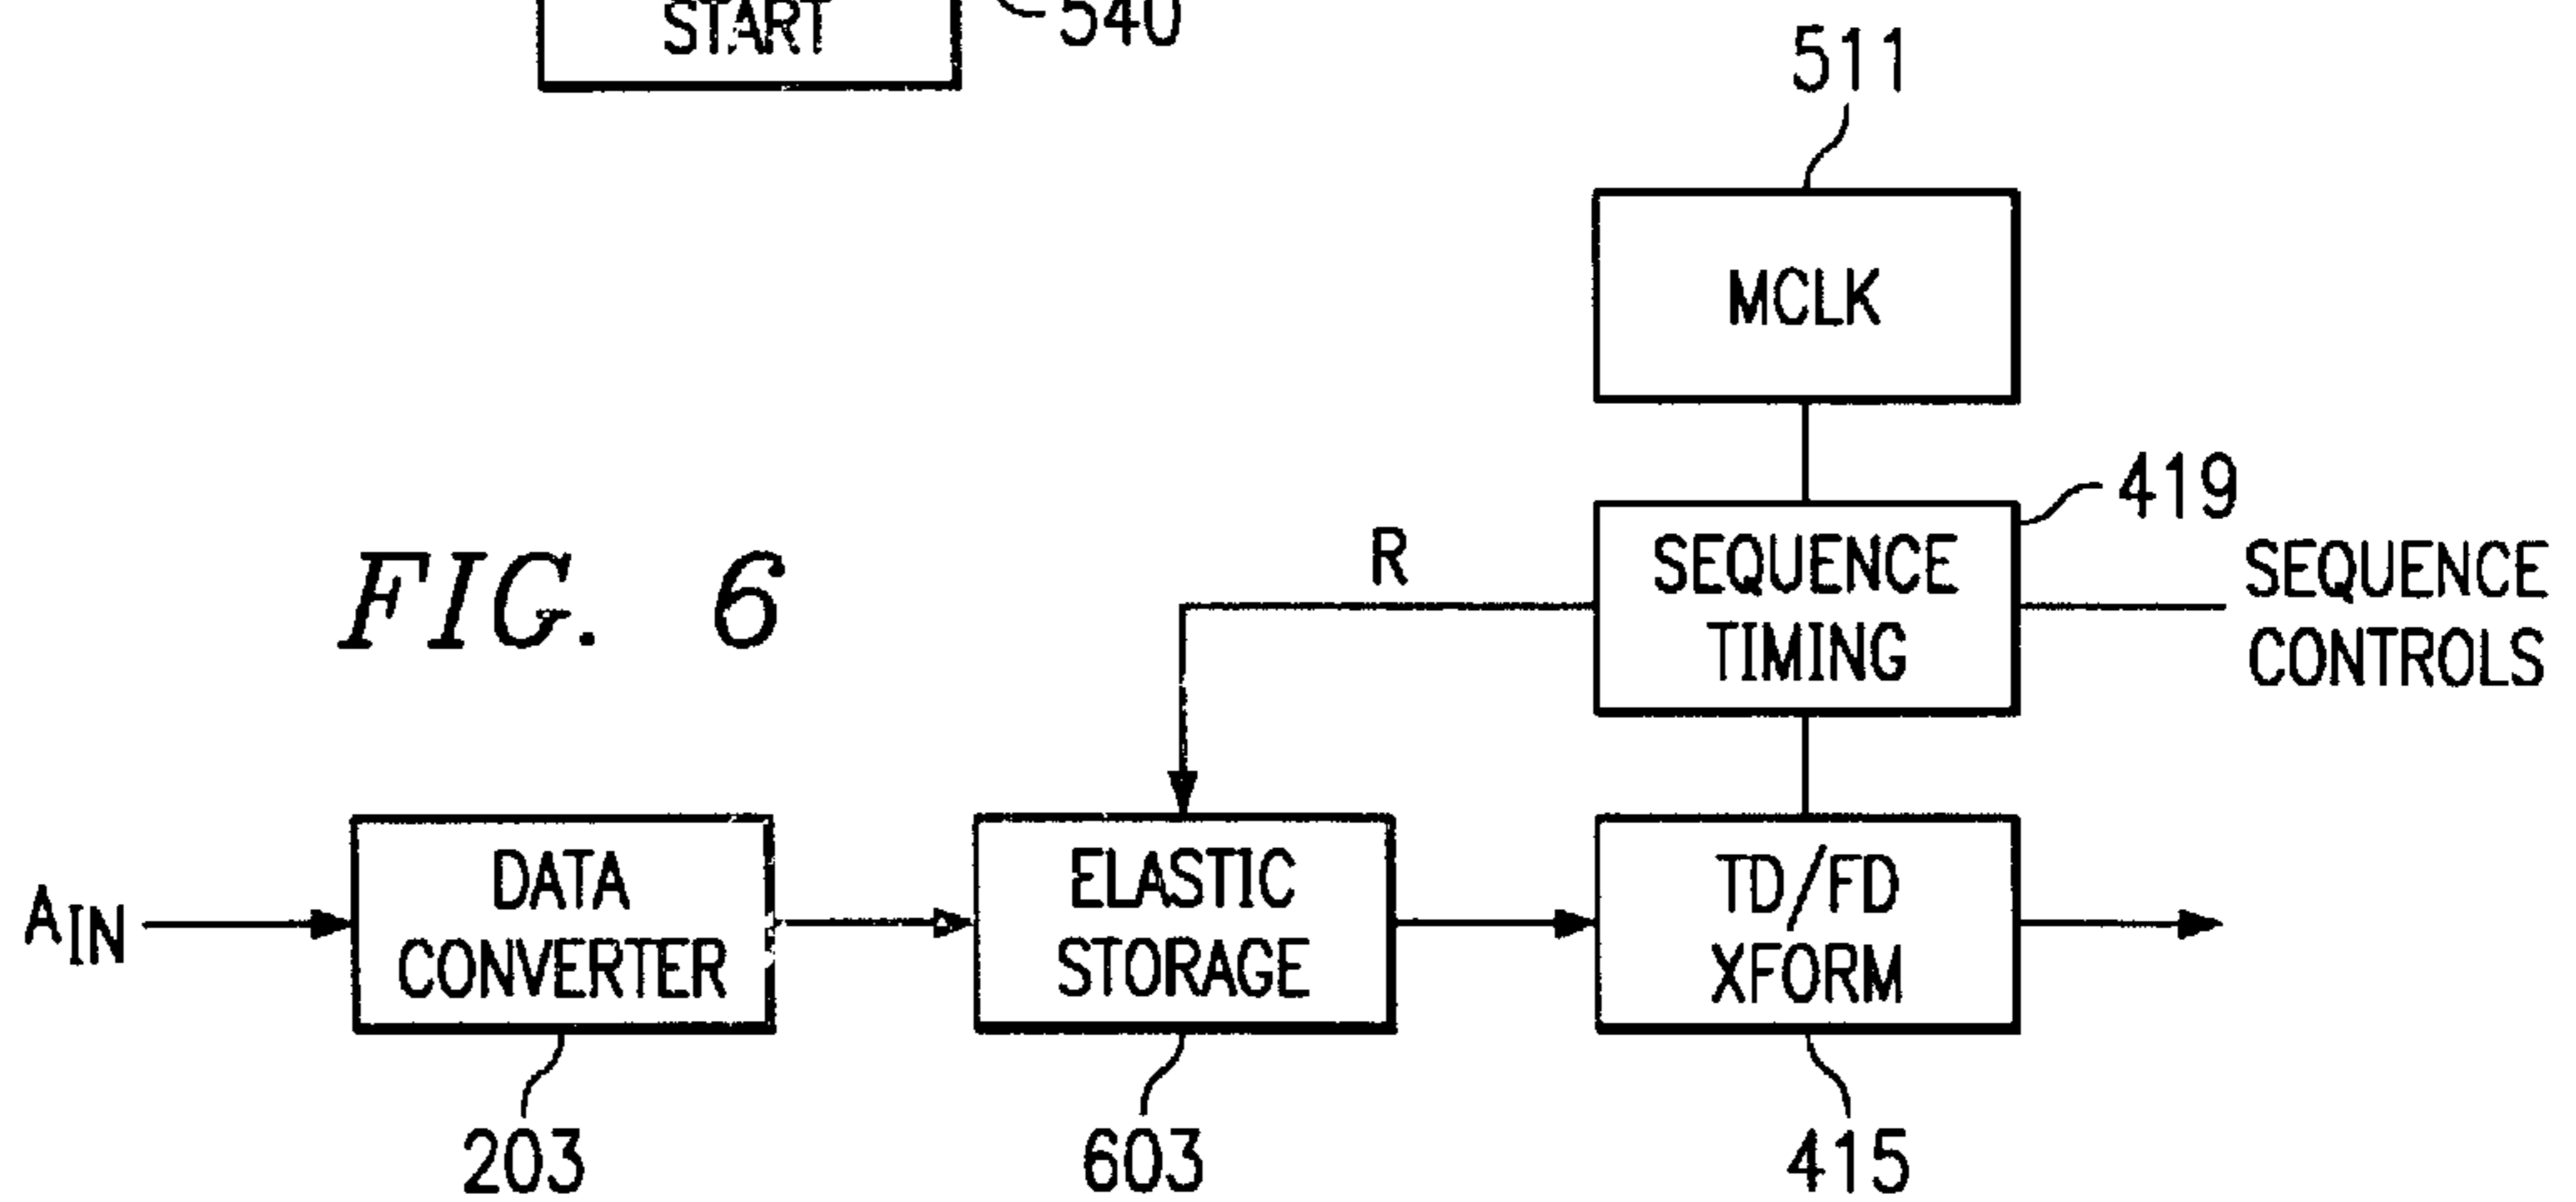 START
540
511
MCLK
419
R
SEQUENCE
TIMING
SEQUENCE
CONTROLS
FIG. 6
AIN
DATA
CONVERTER
ELASTIC
STORAGE
TD/FD
XFORM
203
603
415